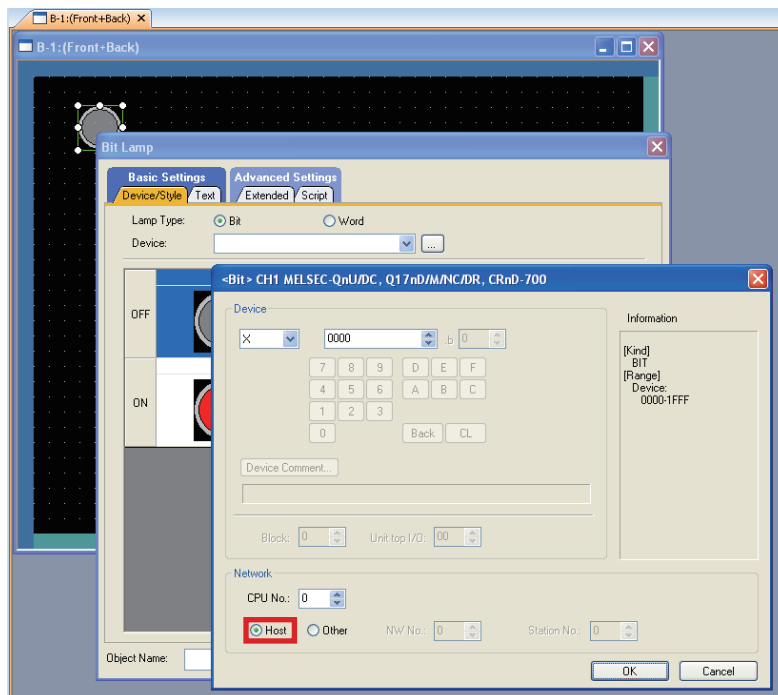 B-1:(Front+Back)
B-1:(Front+Back)
Bit Lamp
Basic Settings Advanced Settings
Device/Style Text Extended Script
Lamp Type: Bit Word
Device: ...
OFF
ON
Object Name:
<Bit> CH1 MELSEC-QnU/DC, Q17nD/M/NC/DR, CRnD-700
Device
X 0000 .b 0
7 8 9 D E F
4 5 6 A B C
1 2 3
0 Back CL
Device Comment...
Block: 0 Unit top I/O: 00
Information
[Kind]
BIT
[Range]
Device:
0000-1FFF
Network
CPU No.: 0
Host Other NW No.: 0 Station No.: 0
OK Cancel